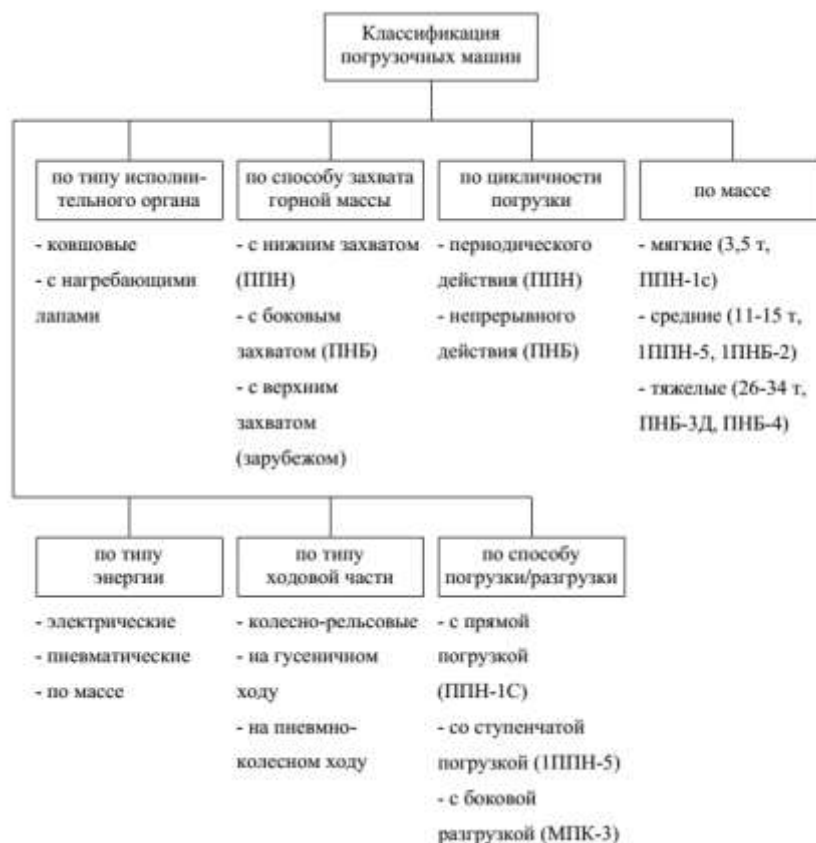 Классификация
погрузочных машин
по типу исполни-
тельного органа
- ковшовые
- с нагребающими
лапами
по способу захвата
горной массы
- с нижним захватом
(ППН)
- с боковым
захватом (ПНБ)
- с верхним
захватом
(зарубежом)
по цикличности
погрузки
- периодического
действия (ППН)
- непрерывного
действия (ПНБ)
по массе
- мягкие (3,5 т,
ППН-1с)
- средние (11-15 т,
1ППН-5, 1ПНБ-2)
- тяжелые (26-34 т,
ПНБ-3Д, ПНБ-4)
по типу
энергии
- электрические
- пневматические
- по массе
по типу
ходовой части
- колесно-рельсовые
- на гусеничном
ходу
- на пневмно-
колесном ходу
по способу
погрузки/разгрузки
- с прямой
погрузкой
(ППН-1С)
- со ступенчатой
погрузкой (1ППН-5)
- с боковой
разгрузкой (МПК-3)